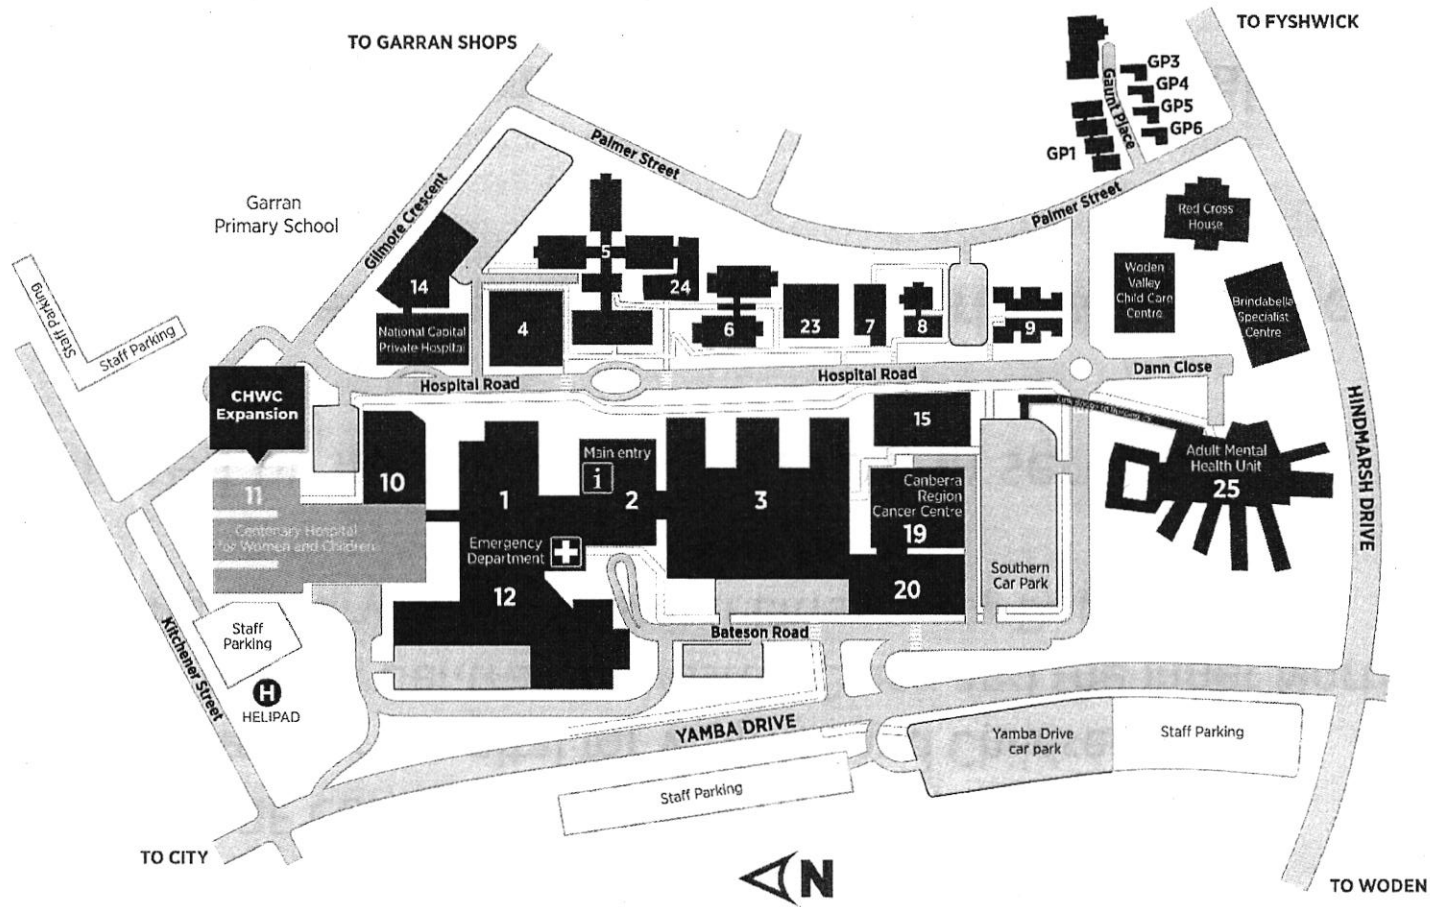 TO FYSHWICK
TO GARRAN SHOPS
GP3
GP4
GP5
GP6
GP1
Gaunt Place
Palmer Street
Palmer Street
Garran
Primary School
Gilmore Crescent
Red Cross
House
Woden
Valley
Child Care
Centre
Brindabella
Specialist
Centre
5
24
14
4
6
23
7
8
9
National Capital
Private Hospital
Staff Parking
Staff Parking
Hospital Road
Hospital Road
Dann Close
CHWC
Expansion
15
HINDMARSH DRIVE
Main entry
i
10
1
2
3
Canberra
Region
Cancer Centre
19
Adult Mental
Health Unit
25
11
Centenary Hospital
for Women and Children
Emergency
Department
12
20
Southern
Car Park
Bateson Road
Staff
Parking
Kitchener Street
H
HELIPAD
YAMBA DRIVE
Yamba Drive
car park
Staff Parking
Staff Parking
TO CITY
N
TO WODEN